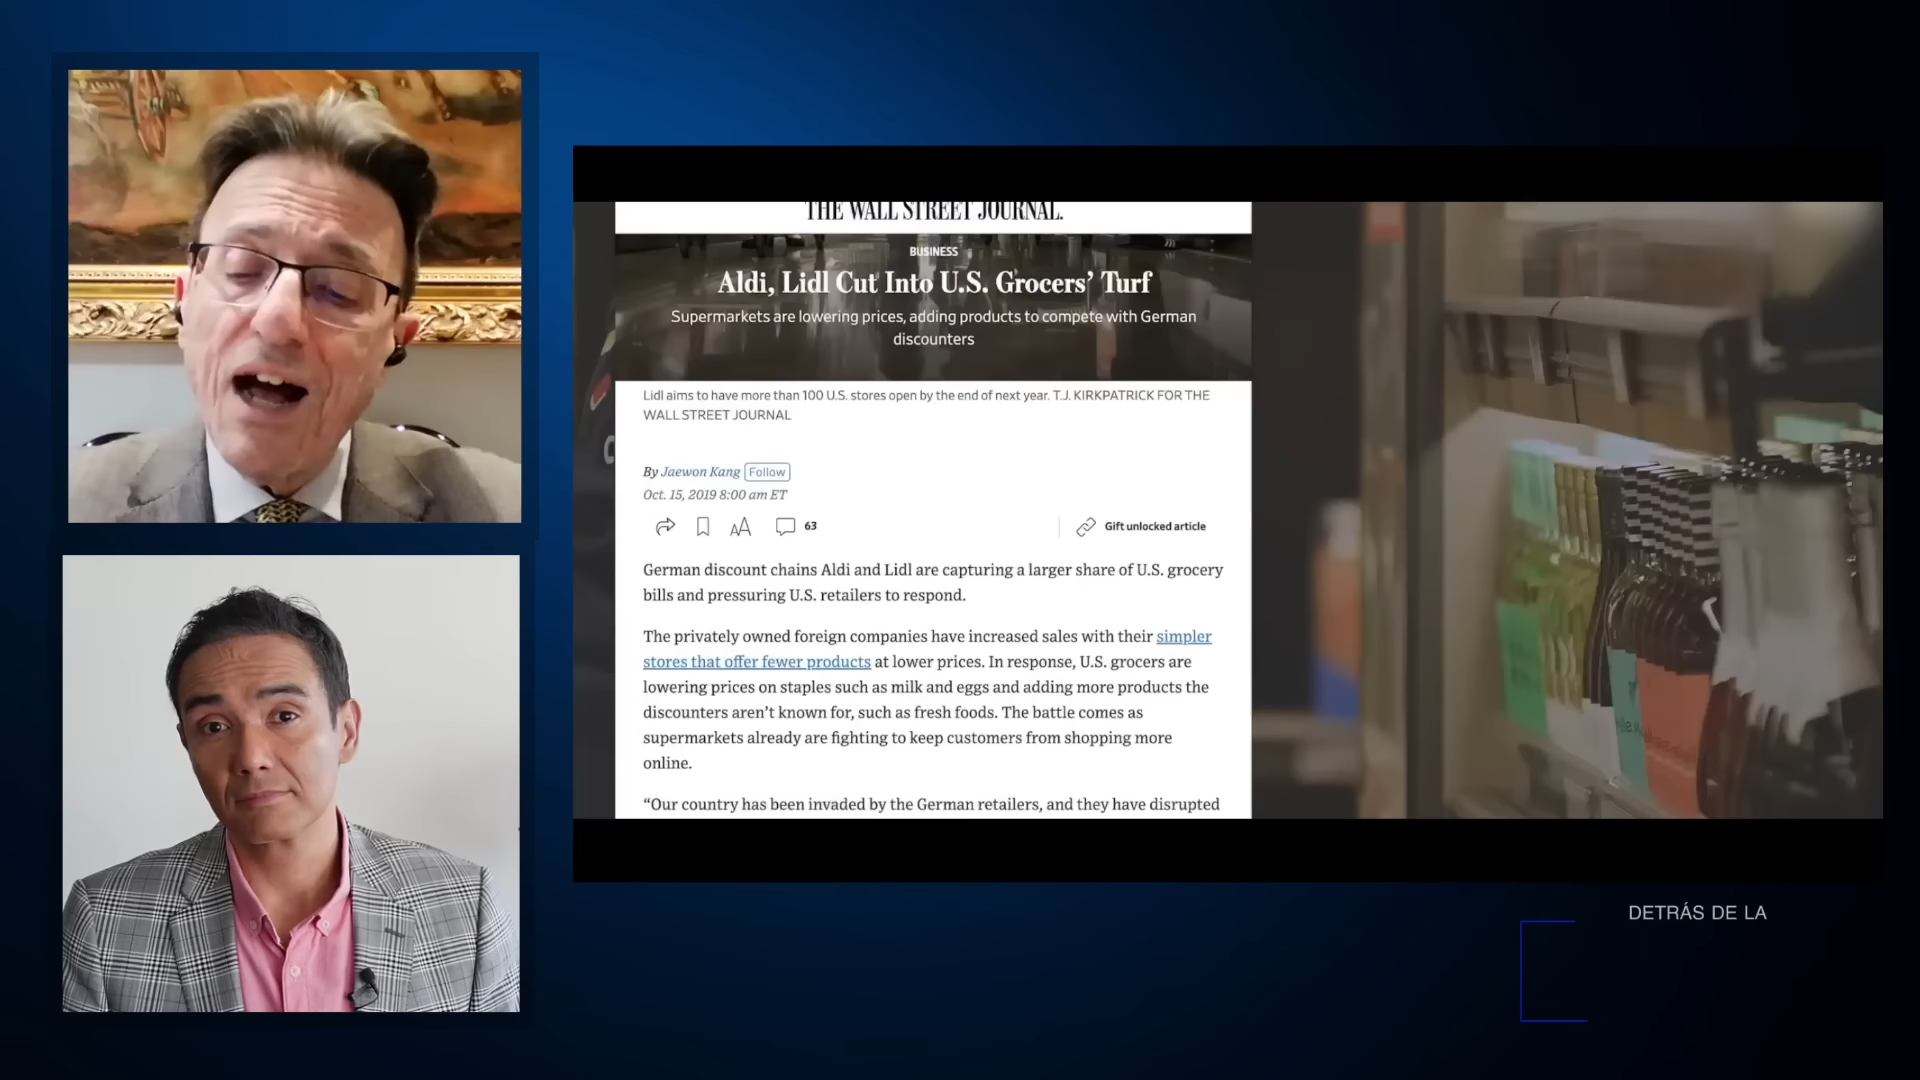 THE WALL STREET JOURNAL.
BUSINESS
Aldi, Lidl Cut Into U.S. Grocers’ Turf
Supermarkets are lowering prices, adding products to compete with German
discounters
Lidl aims to have more than 100 U.S. stores open by the end of next year. T.J. KIRKPATRICK FOR THE
WALL STREET JOURNAL
By Jaewon Kang Follow
Oct. 15, 2019 8:00 am ET
63
Gift unlocked article
German discount chains Aldi and Lidl are capturing a larger share of U.S. grocery
bills and pressuring U.S. retailers to respond.
The privately owned foreign companies have increased sales with their simpler
stores that offer fewer products at lower prices. In response, U.S. grocers are
lowering prices on staples such as milk and eggs and adding more products the
discounters aren’t known for, such as fresh foods. The battle comes as
supermarkets already are fighting to keep customers from shopping more
online.
“Our country has been invaded by the German retailers, and they have disrupted
DETRÁS DE LA